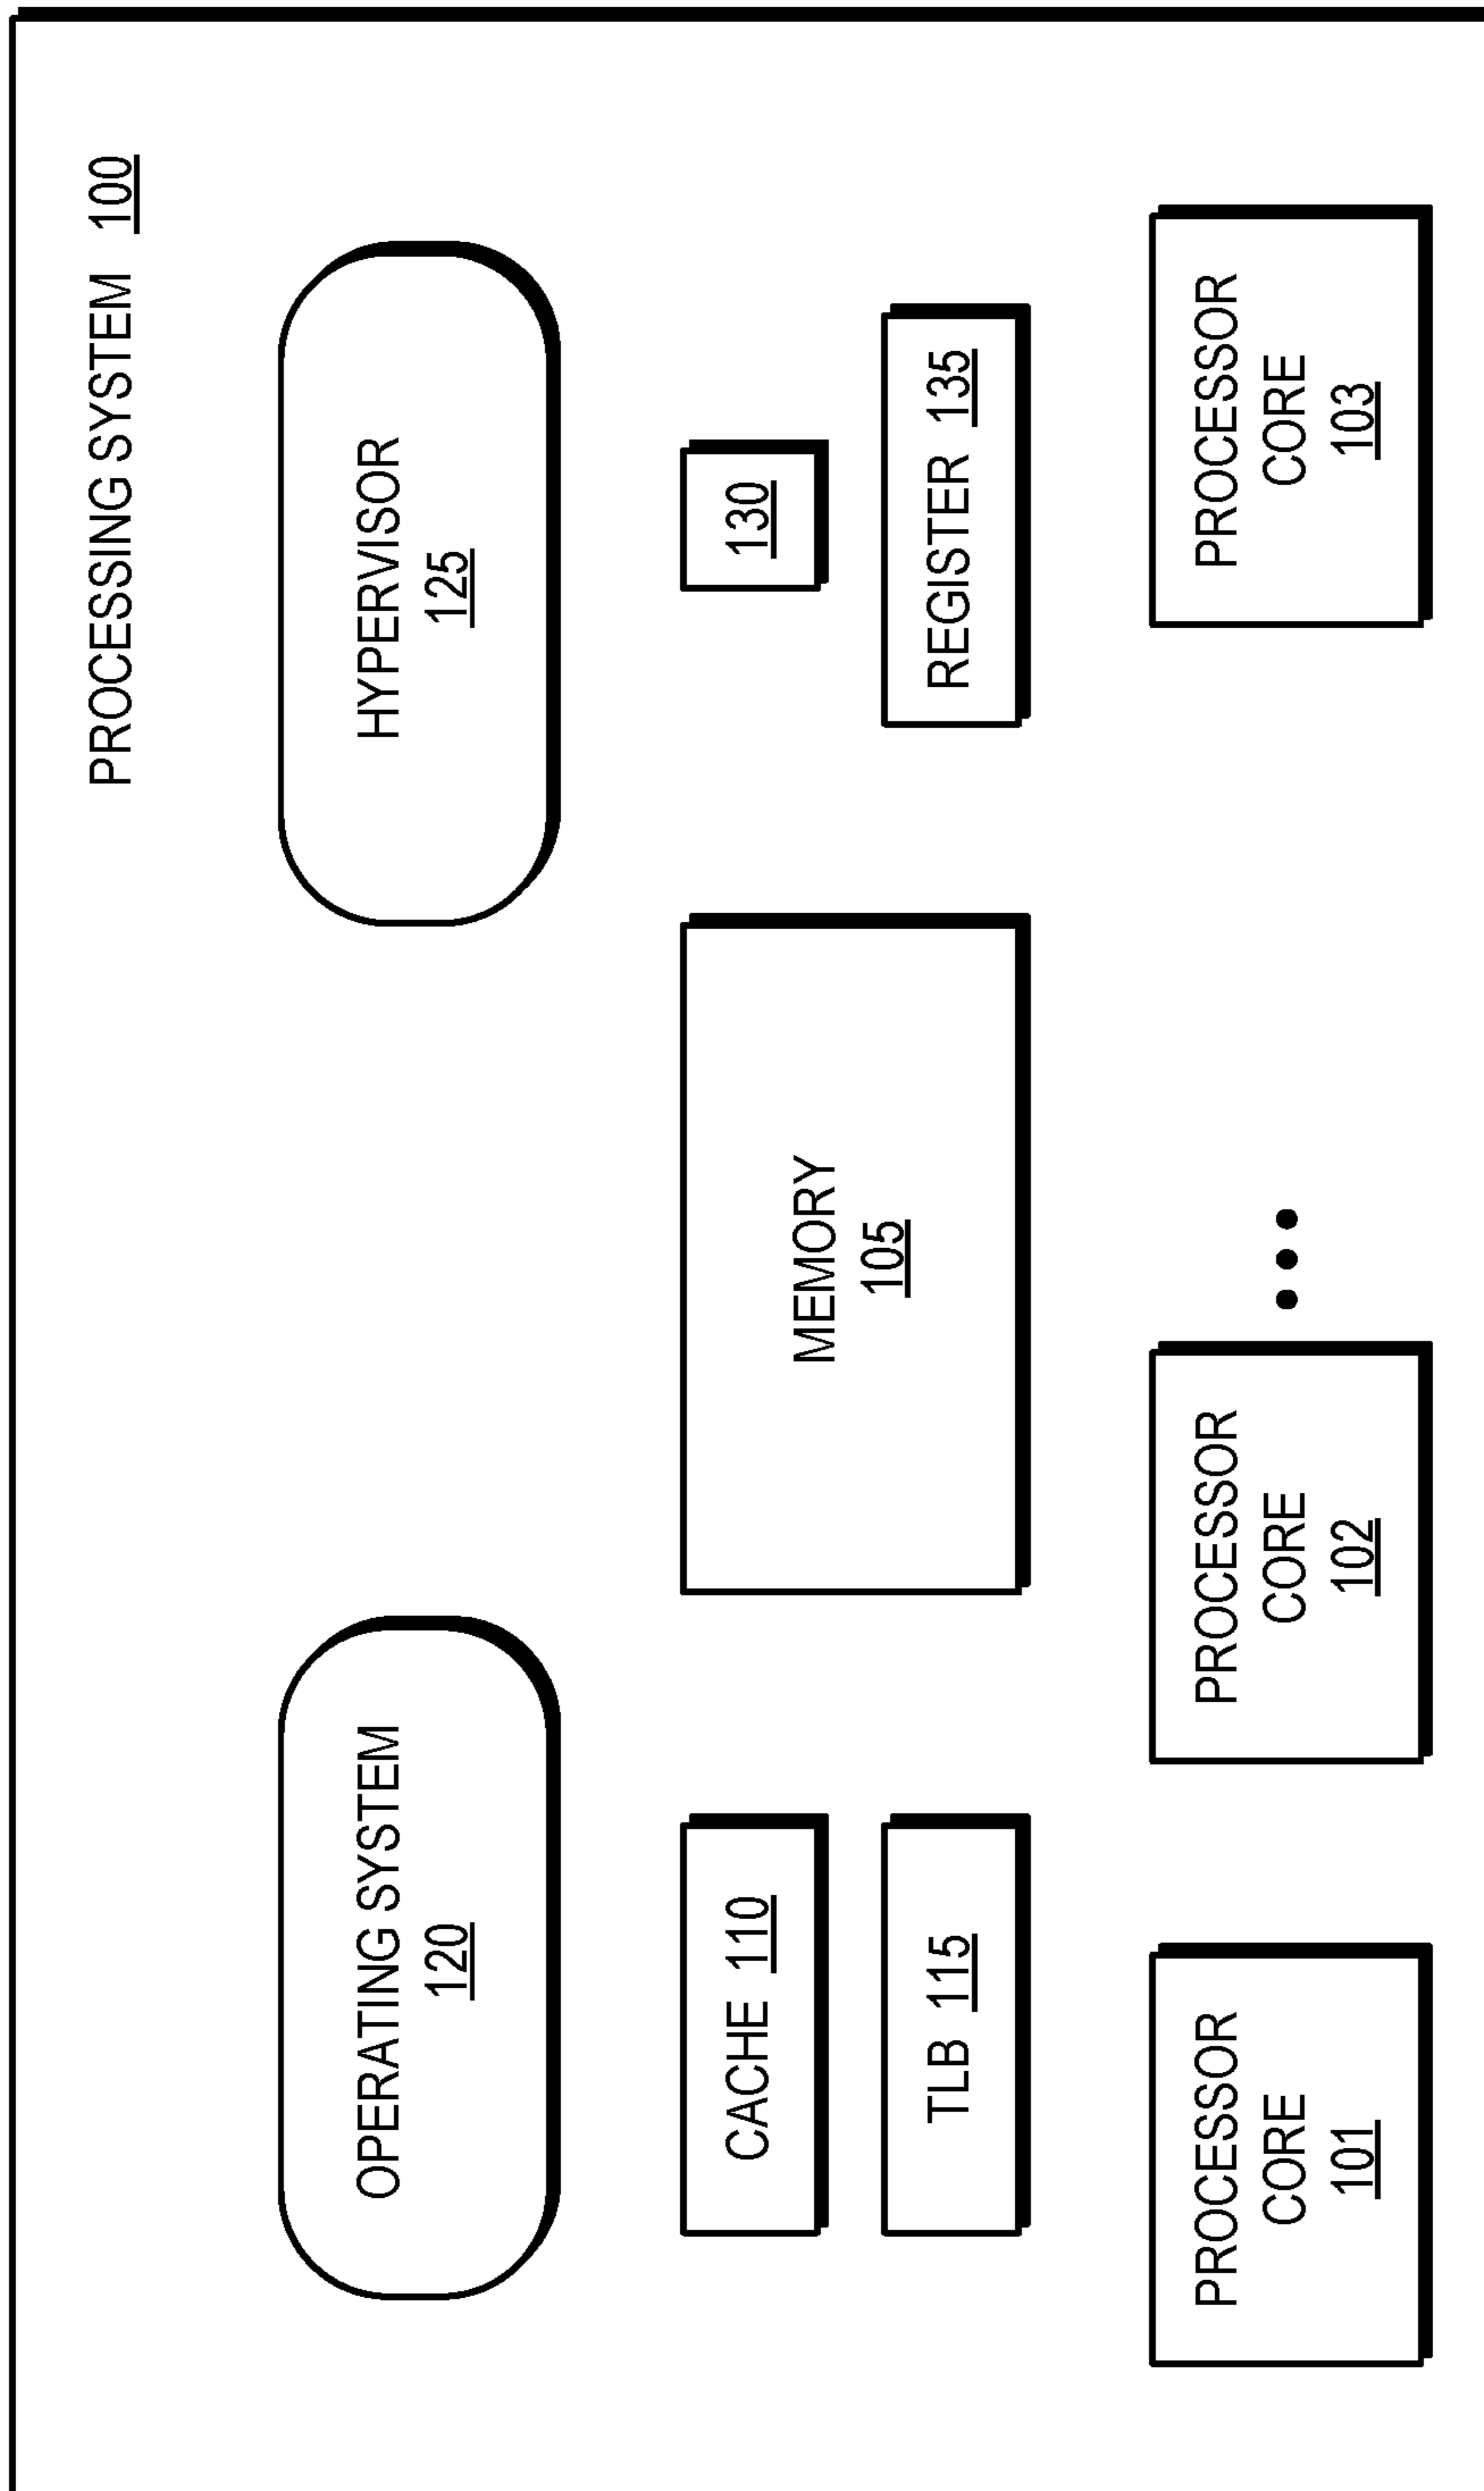 PROCESSING SYSTEM 100
OPERATING SYSTEM
120
HYPERVISOR
125
CACHE 110
TLB 115
MEMORY
105
130
REGISTER 135
PROCESSOR
CORE
101
PROCESSOR
CORE
102
PROCESSOR
CORE
103